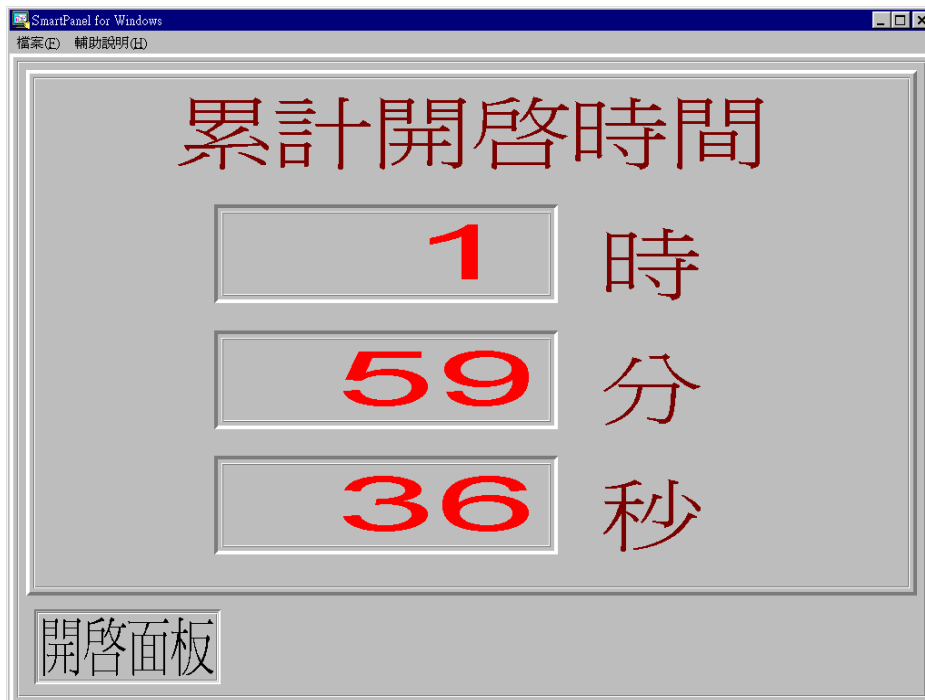 SmartPanel for Windows
檔案(F) 輔助說明(H)
累計開啓時間
1 時
59 分
36 秒
開啓面板